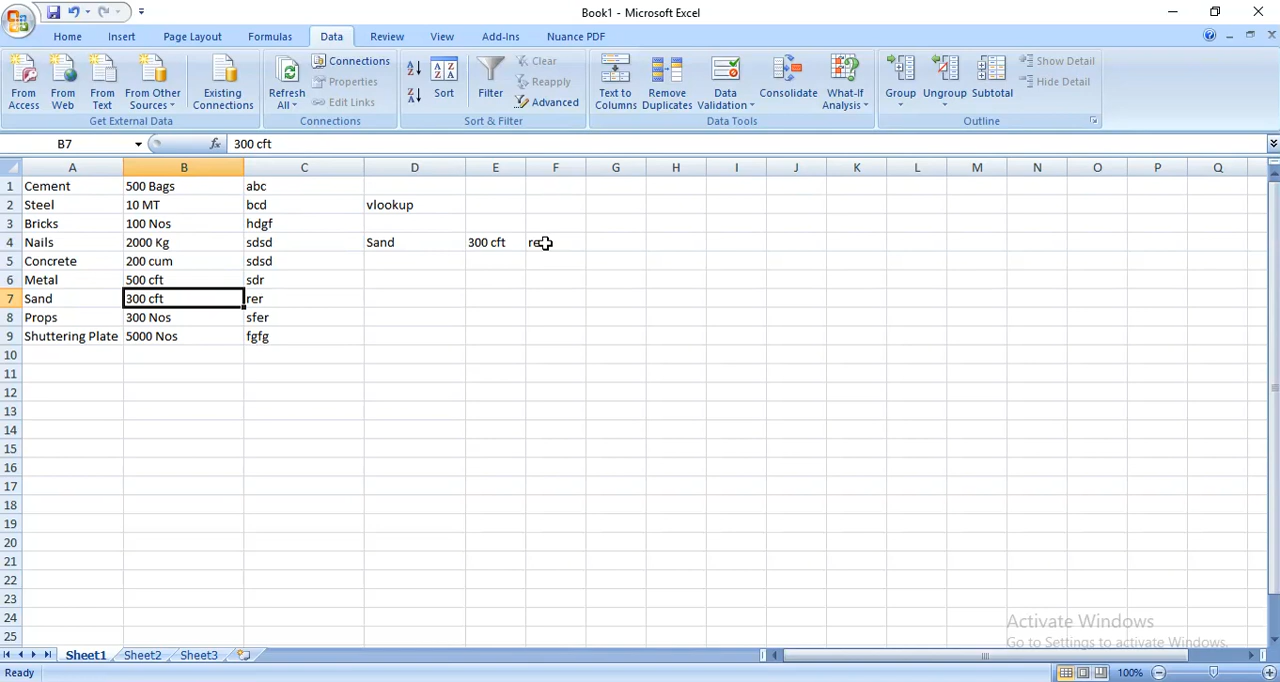 Book1 - Microsoft Excel
Home Insert Page Layout Formulas Data Review View Add-Ins Nuance PDF
From Access
From Web
From Text
From Other Sources
Existing Connections
Get External Data
Refresh All
Connections
Properties
Edit Links
Connections
Sort
Filter
Clear
Reapply
Advanced
Sort & Filter
Text to Columns
Remove Duplicates
Data Validation
Consolidate
What-If Analysis
Data Tools
Group
Ungroup
Subtotal
Show Detail
Hide Detail
Outline
B7 fx 300 cft
A B C D E F G H I J K L M N O P Q
1 Cement 500 Bags abc
2 Steel 10 MT bcd vlookup
3 Bricks 100 Nos hdgf
4 Nails 2000 Kg sdsd Sand 300 cft
5 Concrete 200 cum sdsd
6 Metal 500 cft sdr
7 Sand 300 cft rer
8 Props 300 Nos sfer
9 Shuttering Plate 5000 Nos fgfg
10
11
12
13
14
15
16
17
18
19
20
21
22
23
24
25
Activate Windows
Go to Settings to activate Windows.
Sheet1 Sheet2 Sheet3
Ready 100%